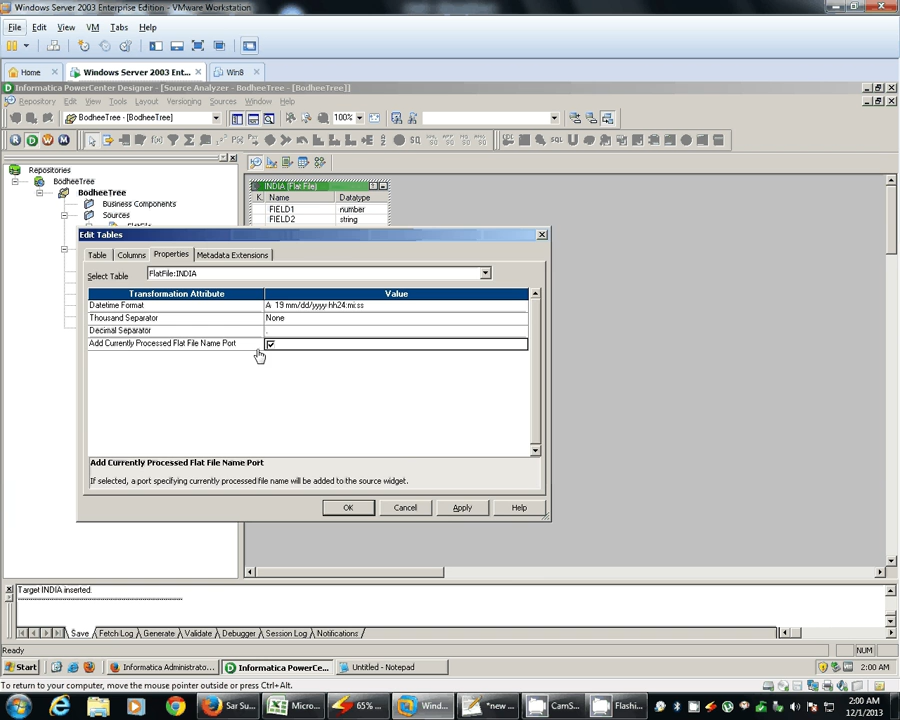 Windows Server 2003 Enterprise Edition - VMware Workstation
File Edit View VM Tabs Help
Home Windows Server 2003 Ent... Win8
Informatica PowerCenter Designer - [Source Analyzer - BodheeTree - [BodheeTree]]
Repository Edit View Tools Layout Versioning Sources Window Help
BodheeTree - [BodheeTree] 100%
Repositories
BodheeTree
BodheeTree
Business Components
Sources
INDIA (Flat File)
K. Name Datatype
FIELD1 number
FIELD2 string
Edit Tables
Table Columns Properties Metadata Extensions
Select Table FlatFile:INDIA
Transformation Attribute Value
Datetime Format A 19 mm/dd/yyyy hh24:mi:ss
Thousand Separator None
Decimal Separator .
Add Currently Processed Flat File Name Port
Add Currently Processed Flat File Name Port
If selected, a port specifying currently processed file name will be added to the source widget.
OK Cancel Apply Help
Target INDIA inserted.
Save Fetch Log Generate Validate Debugger Session Log Notifications
Ready NUM
Start Informatica Administrato... Informatica PowerCe... Untitled - Notepad 2:00 AM
To return to your computer, move the mouse pointer outside or press Ctrl+Alt.
Sar Su... Micro... 65% ... Wind... *new ... CamS... Flashi... 2:00 AM
12/1/2013